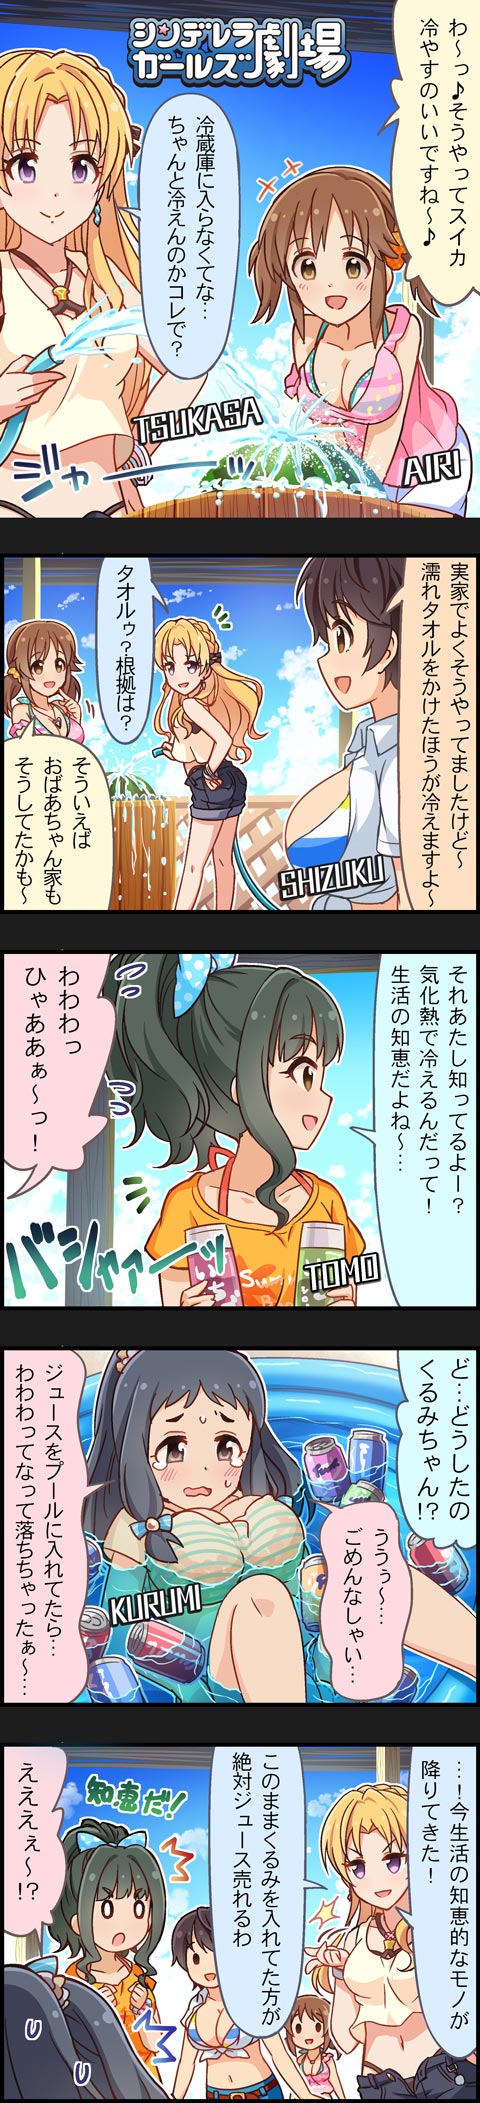 シンデレラ
ガールズ劇場
わ～っ♪そうやってスイカ
冷やすのいいですね～♪
冷蔵庫に入らなくてな…
ちゃんと冷えんのかコレで?
TSUKASA
AIRI
ジャーーッ
実家でよくそうやってましたけど～
濡れタオルをかけたほうが冷えますよ～
タオルゥ?根拠は?
そういえば
おばあちゃん家も
そうしてたかも～
SHIZUKU
それあたし知ってるよー?
気化熱で冷えるんだって!
生活の知恵だよね～…
わわわっ
ひゃああぁ～っ!
バシャァーーッ
TOMO
ど…どうしたの
くるみちゃん!?
ううぅ～…
ごめんなしゃい…
ジュースをプールに入れてたら…
わわわってなって落ちちゃったぁ～…
KURUMI
…!今生活の知恵的なモノが
降りてきた!
このままくるみを入れてた方が
絶対ジュース売れるわ
知恵だ!
えええぇ～!?